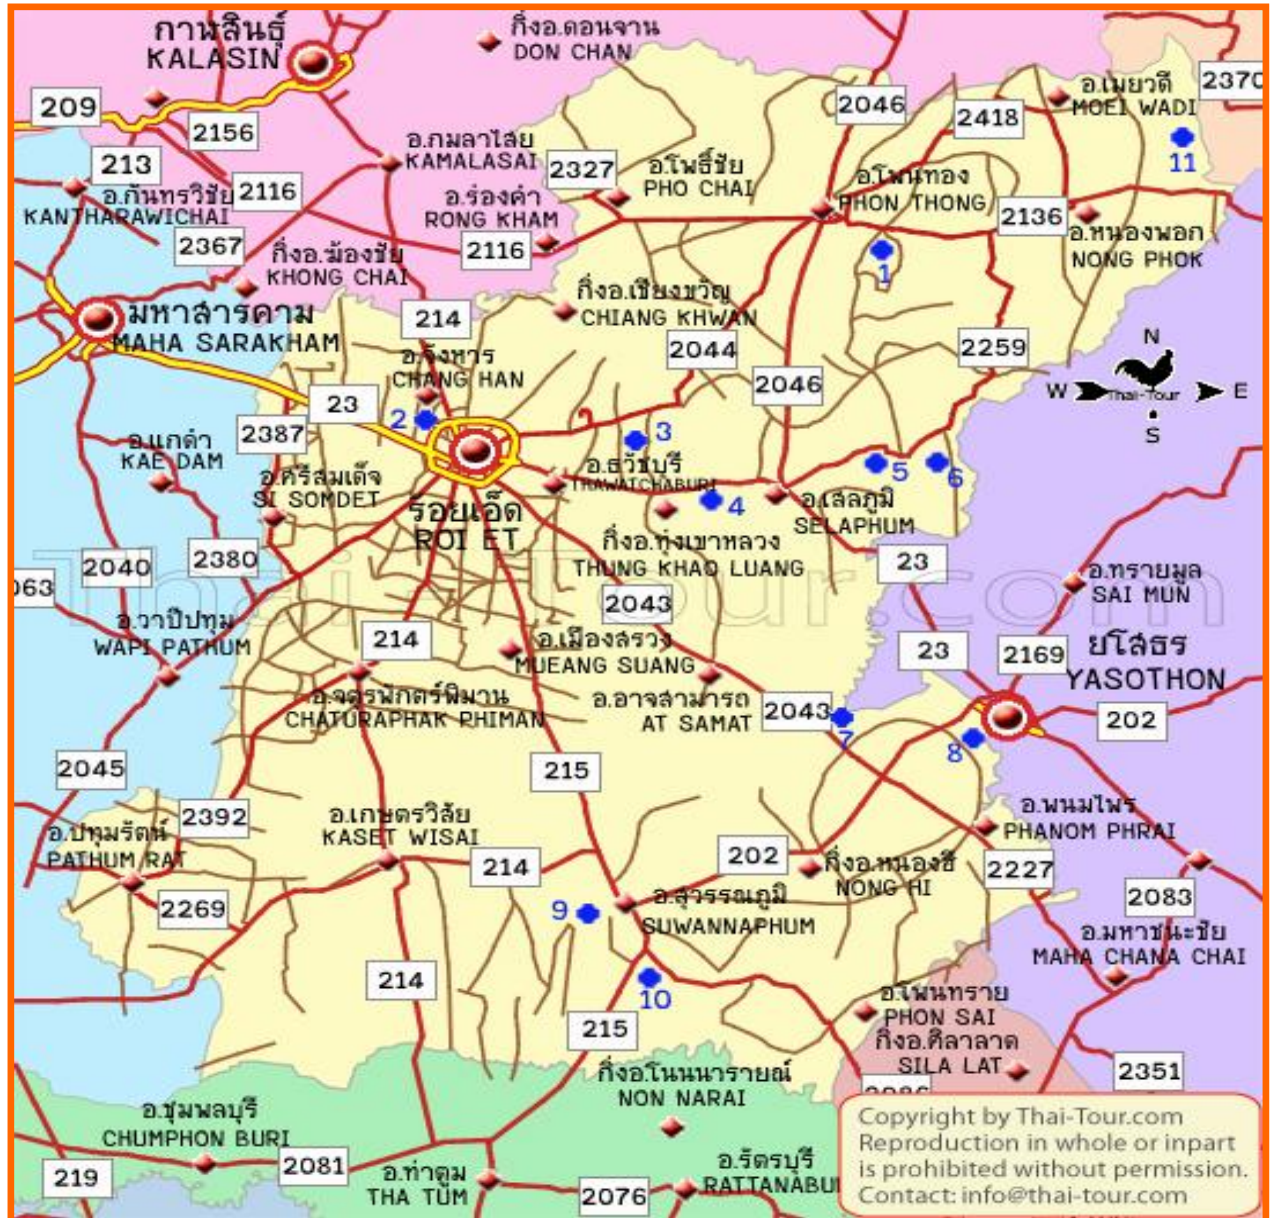 กาฬสินธุ์
KALASIN
กิ่งอ.ดอนจาน
DON CHAN
209
2156
213
2116
อ.กมลาไสย
KAMALASAI
2327
อ.โพธิ์ชัย
PHO CHAI
2046
2418
อ.เมยวดี
MOEI WADI
2370
11
อ.กันทรวิชัย
KANTHARAWICHAI
2367
อ.ร่องคำ
RONG KHAM
2116
อ.โพนทอง
PHON THONG
2136
อ.หนองพอก
NONG PHOK
กิ่งอ.ฆ้องชัย
KHONG CHAI
1
กิ่งอ.เชียงขวัญ
CHIANG KHWAN
มหาสารคาม
MAHA SARAKHAM
214
2044
2046
2259
N
W
Thai-Tour
E
S
อ.จังหาร
CHANG HAN
23
2387
2
3
อ.แกดำ
KAE DAM
อ.ศรีสมเด็จ
SI SOMDET
อ.ธวัชบุรี
THAWATCHABURI
4
5
6
อ.เสลภูมิ
SELAPHUM
ร้อยเอ็ด
ROI ET
กิ่งอ.ทุ่งเขาหลวง
THUNG KHAO LUANG
Thai-Tour.com
2040
2380
063
23
อ.ทรายมูล
SAI MUN
2043
อ.วาปีปทุม
WAPI PATHUM
214
อ.เมืองสรวง
MUEANG SUANG
23
2169
ยโสธร
YASOTHON
อ.จตุรพักตร์พิมาน
CHATURAPHAK PHIMAN
อ.อาจสามารถ
AT SAMAT
2043
7
8
202
2045
215
2392
อ.ปทุมรัตน์
PATHUM RAT
อ.เกษตรวิสัย
KASET WISAI
214
202
กิ่งอ.หนองฮี
NONG HI
อ.พนมไพร
PHANOM PHRAI
2227
2083
2269
9
อ.สุวรรณภูมิ
SUWANNAPHUM
อ.มหาชนะชัย
MAHA CHANA CHAI
214
10
215
อ.โพนทราย
PHON SAI
กิ่งอ.ศิลาลาด
SILA LAT
2351
กิ่งอ.โนนนารายณ์
NON NARAI
อ.ชุมพลบุรี
CHUMPHON BURI
219
2081
อ.ท่าตูม
THA TUM
2076
อ.รัตนบุรี
RATTANABU
Copyright by Thai-Tour.com
Reproduction in whole or inpart
is prohibited without permission.
Contact: info@thai-tour.com